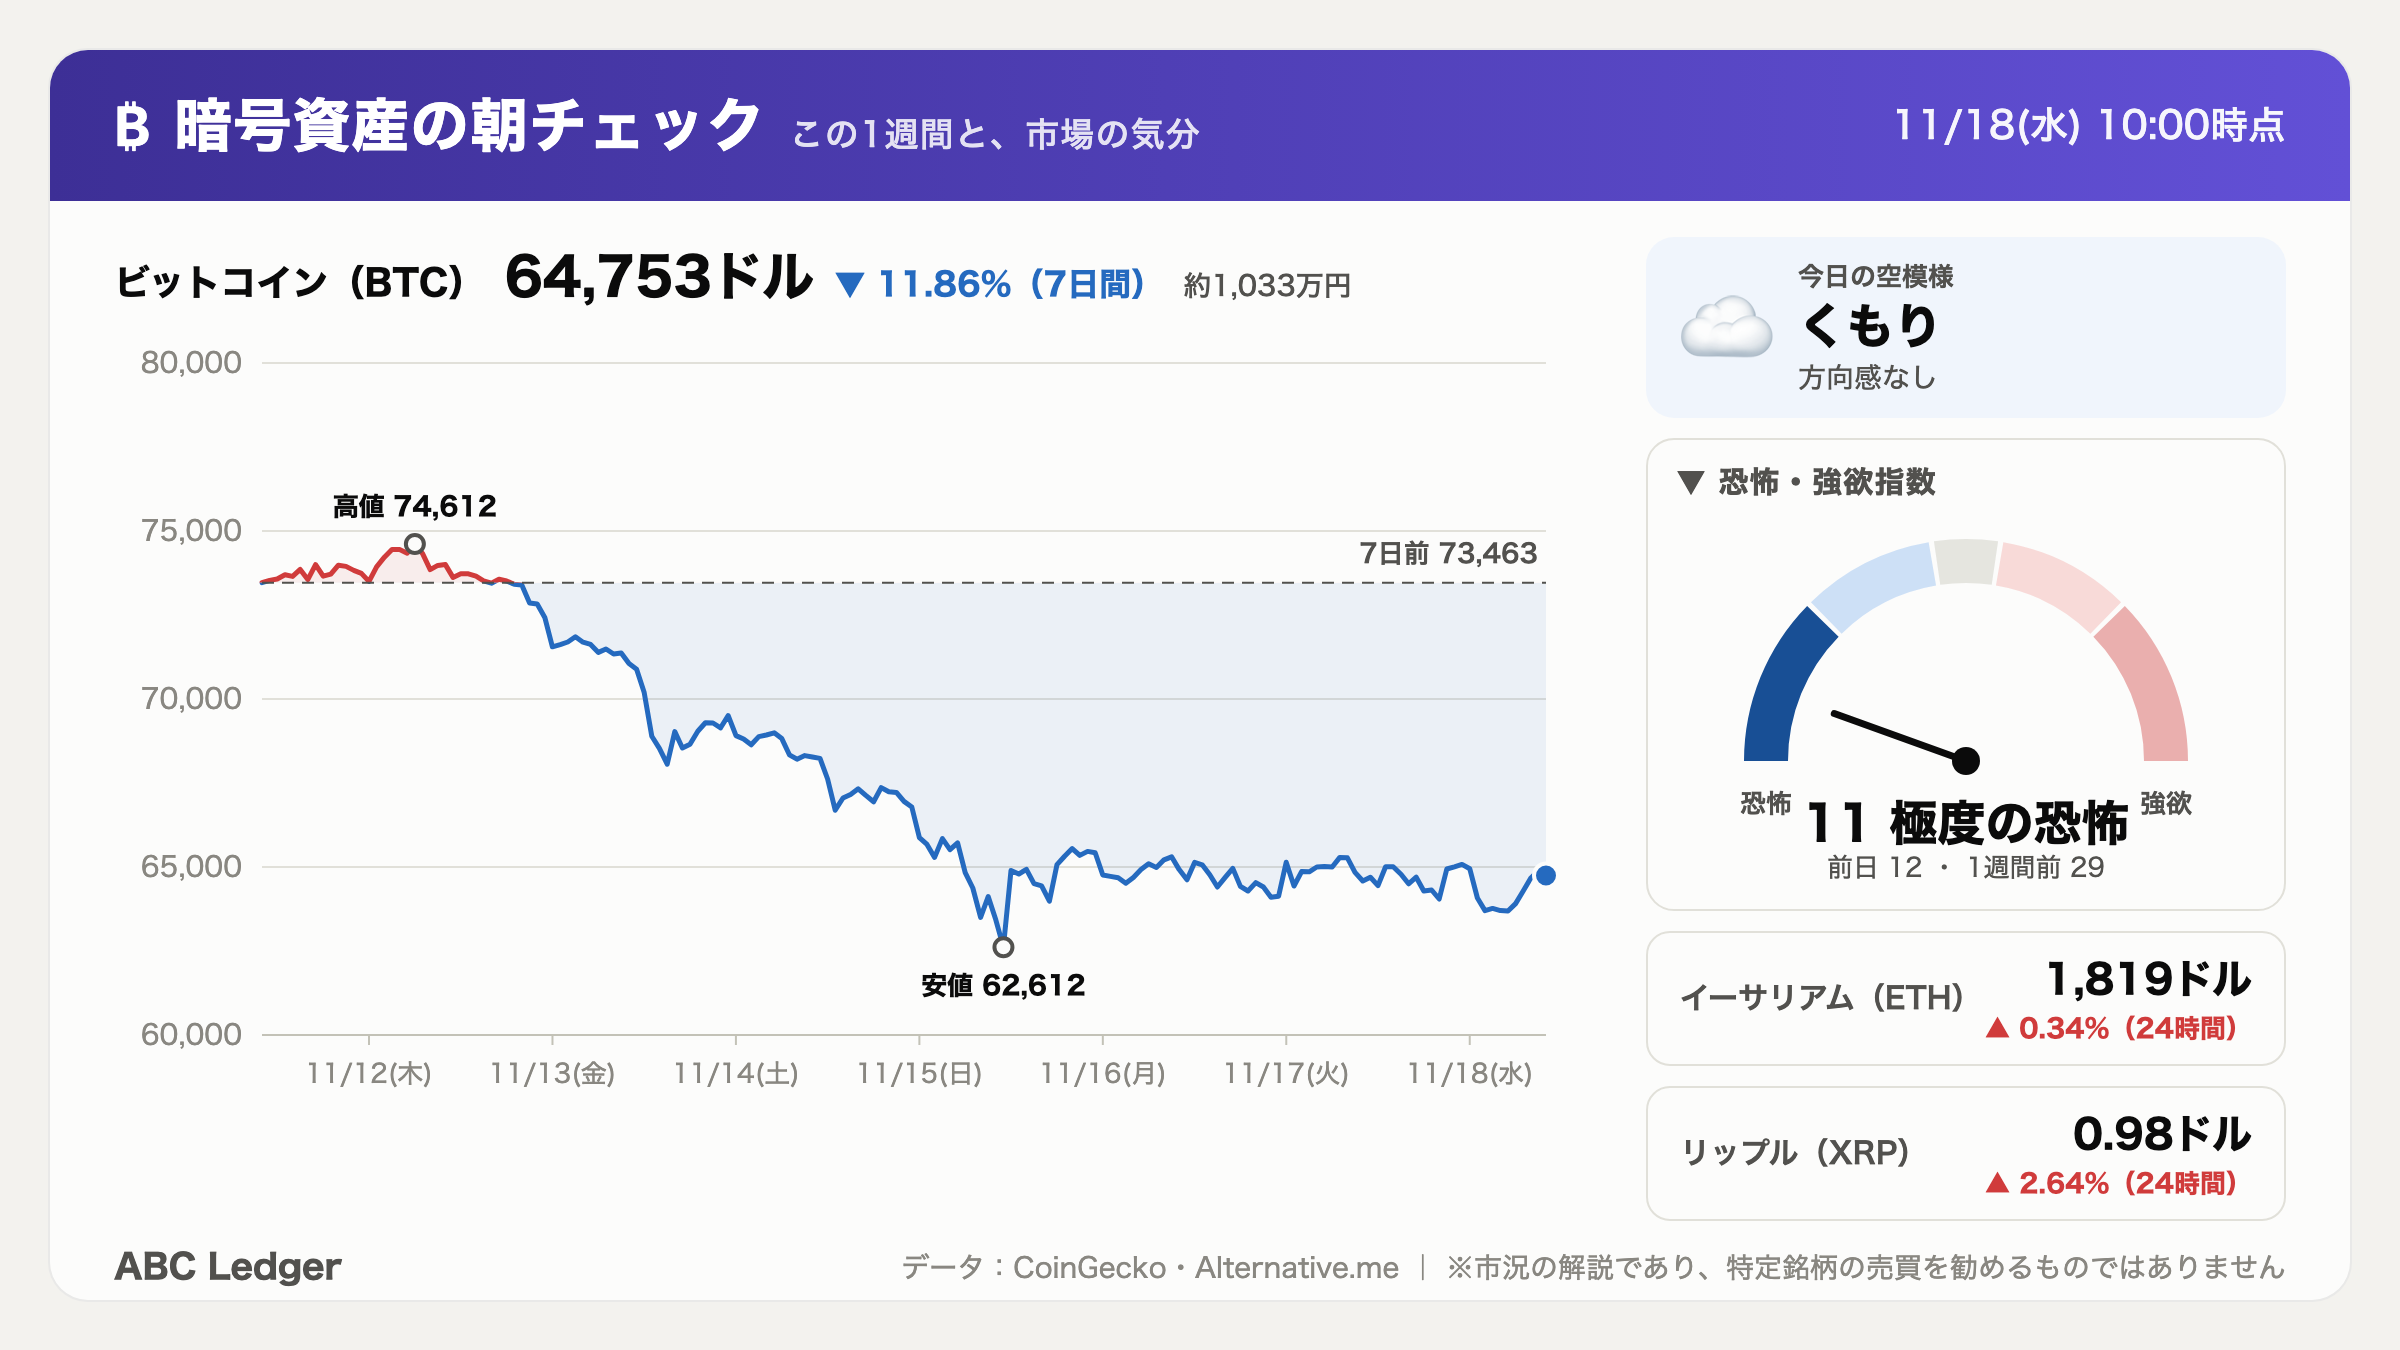 ฿ 暗号資産の朝チェック この1週間と、市場の気分
11/18(水) 10:00時点
ビットコイン（BTC） 64,753ドル ▼ 11.86%（7日間） 約1,033万円
80,000
75,000
70,000
65,000
60,000
高値 74,612
7日前 73,463
安値 62,612
11/12(木) 11/13(金) 11/14(土) 11/15(日) 11/16(月) 11/17(火) 11/18(水)
今日の空模様
くもり
方向感なし
▼ 恐怖・強欲指数
恐怖 11 極度の恐怖 強欲
前日 12 ・ 1週間前 29
イーサリアム（ETH） 1,819ドル
▲ 0.34%（24時間）
リップル（XRP） 0.98ドル
▲ 2.64%（24時間）
ABC Ledger
データ：CoinGecko・Alternative.me ｜ ※市況の解説であり、特定銘柄の売買を勧めるものではありません